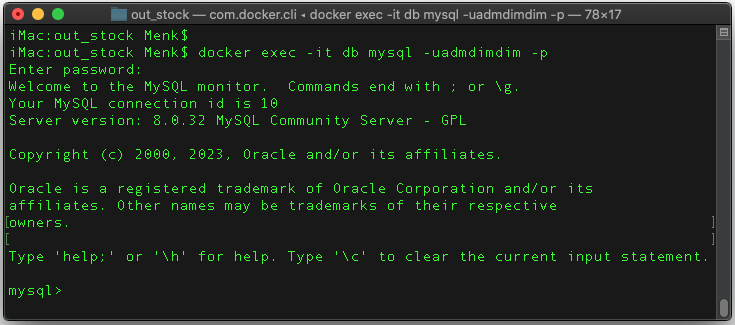 out_stock — com.docker.cli ◂ docker exec -it db mysql -uadmdimdim -p — 78×17
iMac:out_stock Menk$
iMac:out_stock Menk$ docker exec -it db mysql -uadmdimdim -p
Enter password:
Welcome to the MySQL monitor.  Commands end with ; or \g.
Your MySQL connection id is 10
Server version: 8.0.32 MySQL Community Server - GPL

Copyright (c) 2000, 2023, Oracle and/or its affiliates.

Oracle is a registered trademark of Oracle Corporation and/or its
affiliates. Other names may be trademarks of their respective
[owners. ]
[ ]
Type 'help;' or '\h' for help. Type '\c' to clear the current input statement.

mysql>